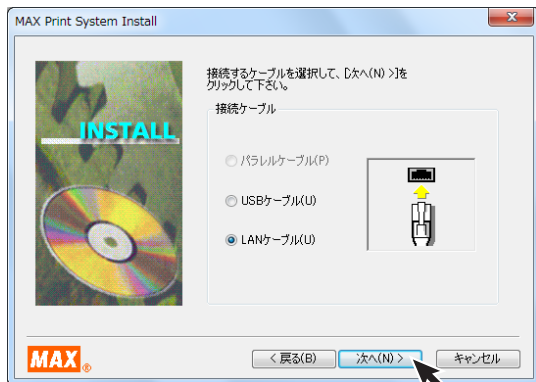 MAX Print System Install
接続するケーブルを選択して、[次へ(N) >]を
クリックして下さい。
接続ケーブル
INSTALL
パラレルケーブル(P)
USBケーブル(U)
LANケーブル(U)
MAX®
< 戻る(B)
次へ(N) >
キャンセル